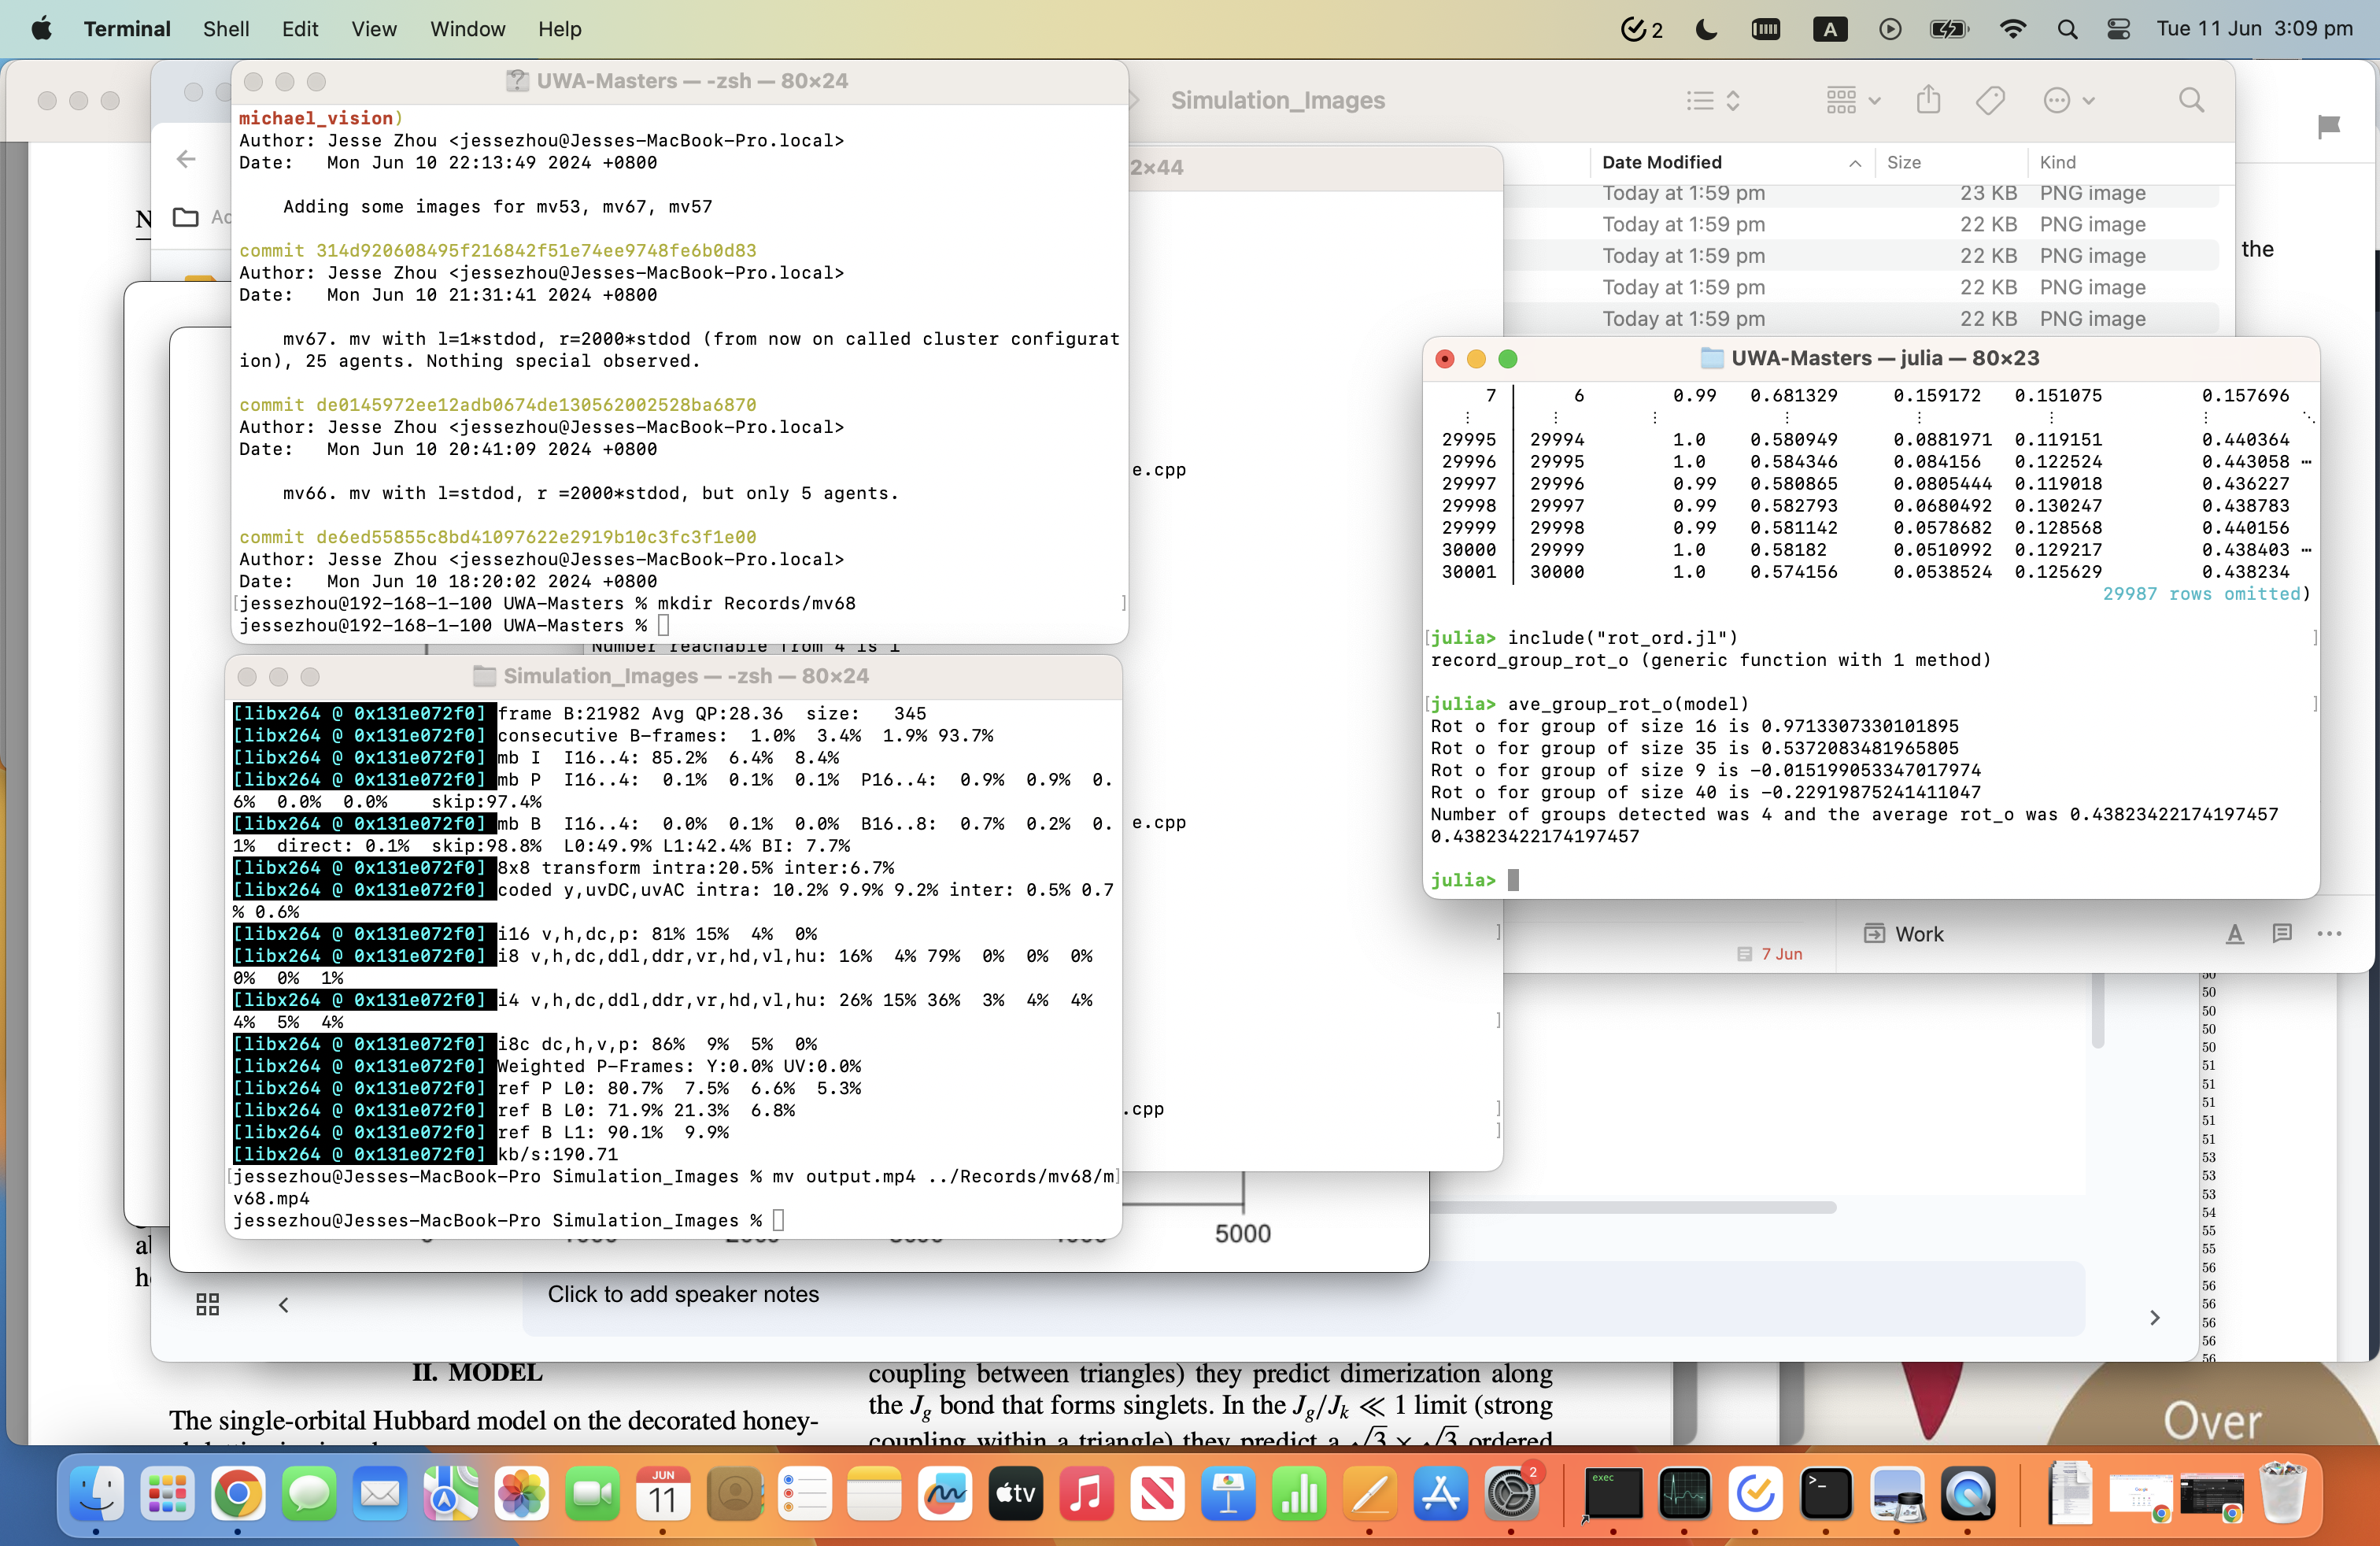 Terminal Shell Edit View Window Help
2 A Tue 11 Jun 3:09 pm
UWA-Masters — -zsh — 80×24
michael_vision)
Author: Jesse Zhou <jessezhou@Jesses-MacBook-Pro.local>
Date:   Mon Jun 10 22:13:49 2024 +0800
Adding some images for mv53, mv67, mv57
commit 314d920608495f216842f51e74ee9748fe6b0d83
Author: Jesse Zhou <jessezhou@Jesses-MacBook-Pro.local>
Date:   Mon Jun 10 21:31:41 2024 +0800
mv67. mv with l=1*stdod, r=2000*stdod (from now on called cluster configurat
ion), 25 agents. Nothing special observed.
commit de0145972ee12adb0674de130562002528ba6870
Author: Jesse Zhou <jessezhou@Jesses-MacBook-Pro.local>
Date:   Mon Jun 10 20:41:09 2024 +0800
mv66. mv with l=stdod, r =2000*stdod, but only 5 agents.
commit de6ed55855c8bd41097622e2919b10c3fc3f1e00
Author: Jesse Zhou <jessezhou@Jesses-MacBook-Pro.local>
Date:   Mon Jun 10 18:20:02 2024 +0800
[jessezhou@192-168-1-100 UWA-Masters % mkdir Records/mv68 ]
jessezhou@192-168-1-100 UWA-Masters %
Number reachable from 4 is 1
Simulation_Images — -zsh — 80×24
[libx264 @ 0x131e072f0] frame B:21982 Avg QP:28.36  size:   345
[libx264 @ 0x131e072f0] consecutive B-frames:  1.0%  3.4%  1.9% 93.7%
[libx264 @ 0x131e072f0] mb I  I16..4: 85.2%  6.4%  8.4%
[libx264 @ 0x131e072f0] mb P  I16..4:  0.1%  0.1%  0.1%  P16..4:  0.9%  0.9%  0.
6%  0.0%  0.0%    skip:97.4%
[libx264 @ 0x131e072f0] mb B  I16..4:  0.0%  0.1%  0.0%  B16..8:  0.7%  0.2%  0.
1%  direct: 0.1%  skip:98.8%  L0:49.9% L1:42.4% BI: 7.7%
[libx264 @ 0x131e072f0] 8x8 transform intra:20.5% inter:6.7%
[libx264 @ 0x131e072f0] coded y,uvDC,uvAC intra: 10.2% 9.9% 9.2% inter: 0.5% 0.7
% 0.6%
[libx264 @ 0x131e072f0] i16 v,h,dc,p: 81% 15%  4%  0%
[libx264 @ 0x131e072f0] i8 v,h,dc,ddl,ddr,vr,hd,vl,hu: 16%  4% 79%  0%  0%  0%
0%  0%  1%
[libx264 @ 0x131e072f0] i4 v,h,dc,ddl,ddr,vr,hd,vl,hu: 26% 15% 36%  3%  4%  4%
4%  5%  4%
[libx264 @ 0x131e072f0] i8c dc,h,v,p: 86%  9%  5%  0%
[libx264 @ 0x131e072f0] Weighted P-Frames: Y:0.0% UV:0.0%
[libx264 @ 0x131e072f0] ref P L0: 80.7%  7.5%  6.6%  5.3%
[libx264 @ 0x131e072f0] ref B L0: 71.9% 21.3%  6.8%
[libx264 @ 0x131e072f0] ref B L1: 90.1%  9.9%
[libx264 @ 0x131e072f0] kb/s:190.71
[jessezhou@Jesses-MacBook-Pro Simulation_Images % mv output.mp4 ../Records/mv68/m]
v68.mp4
jessezhou@Jesses-MacBook-Pro Simulation_Images %
2×44
e.cpp
e.cpp
.cpp
5000
Simulation_Images
Date Modified Size Kind
Today at 1:59 pm 23 KB PNG image
Today at 1:59 pm 22 KB PNG image
Today at 1:59 pm 22 KB PNG image
Today at 1:59 pm 22 KB PNG image
Today at 1:59 pm 22 KB PNG image
the
UWA-Masters — julia — 80×23
7 6 0.99 0.681329 0.159172 0.151075 0.157696
⋮ ⋮ ⋮ ⋮ ⋮ ⋮ ⋮ ⋱
29995 29994 1.0 0.580949 0.0881971 0.119151 0.440364
29996 29995 1.0 0.584346 0.084156 0.122524 0.443058 ⋯
29997 29996 0.99 0.580865 0.0805444 0.119018 0.436227
29998 29997 0.99 0.582793 0.0680492 0.130247 0.438783
29999 29998 0.99 0.581142 0.0578682 0.128568 0.440156
30000 29999 1.0 0.58182 0.0510992 0.129217 0.438403 ⋯
30001 30000 1.0 0.574156 0.0538524 0.125629 0.438234
29987 rows omitted)
[julia> include("rot_ord.jl") ]
record_group_rot_o (generic function with 1 method)
[julia> ave_group_rot_o(model) ]
Rot o for group of size 16 is 0.9713307330101895
Rot o for group of size 35 is 0.5372083481965805
Rot o for group of size 9 is -0.015199053347017974
Rot o for group of size 40 is -0.22919875241411047
Number of groups detected was 4 and the average rot_o was 0.43823422174197457
0.43823422174197457
julia>
7 Jun
Work
50
50
50
50
51
51
51
51
51
53
53
53
54
55
55
56
56
56
56
56
Click to add speaker notes
II. MODEL
The single-orbital Hubbard model on the decorated honey-
coupling between triangles) they predict dimerization along
the Jg bond that forms singlets. In the Jg/Jk ≪ 1 limit (strong
coupling within a triangle) they predict a √3 × √3 ordered
Over
JUN
11
tv
2
exec
>_